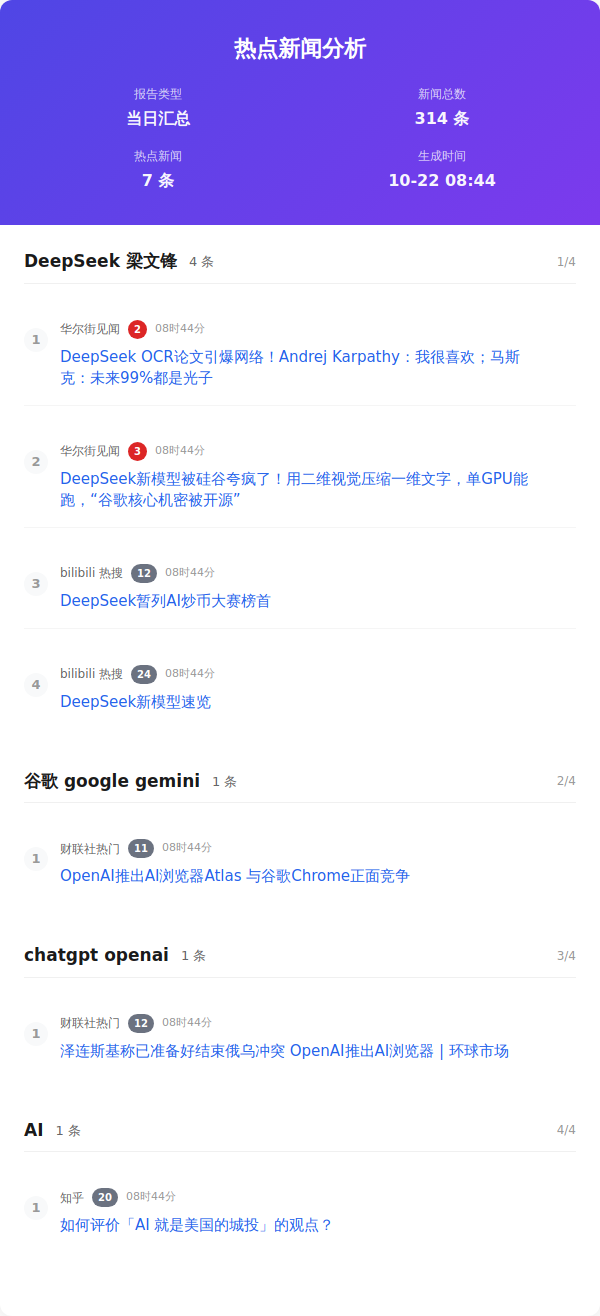 热点新闻分析
报告类型
新闻总数
当日汇总
314 条
热点新闻
生成时间
7 条
10-22 08:44
DeepSeek 梁文锋 4 条 1/4
1
华尔街见闻 2 08时44分
DeepSeek OCR论文引爆网络！Andrej Karpathy：我很喜欢；马斯
克：未来99%都是光子
2
华尔街见闻 3 08时44分
DeepSeek新模型被硅谷夸疯了！用二维视觉压缩一维文字，单GPU能
跑，“谷歌核心机密被开源”
3
bilibili 热搜 12 08时44分
DeepSeek暂列AI炒币大赛榜首
4
bilibili 热搜 24 08时44分
DeepSeek新模型速览
谷歌 google gemini 1 条 2/4
1
财联社热门 11 08时44分
OpenAI推出AI浏览器Atlas 与谷歌Chrome正面竞争
chatgpt openai 1 条 3/4
1
财联社热门 12 08时44分
泽连斯基称已准备好结束俄乌冲突 OpenAI推出AI浏览器 | 环球市场
AI 1 条 4/4
1
知乎 20 08时44分
如何评价「AI 就是美国的城投」的观点？